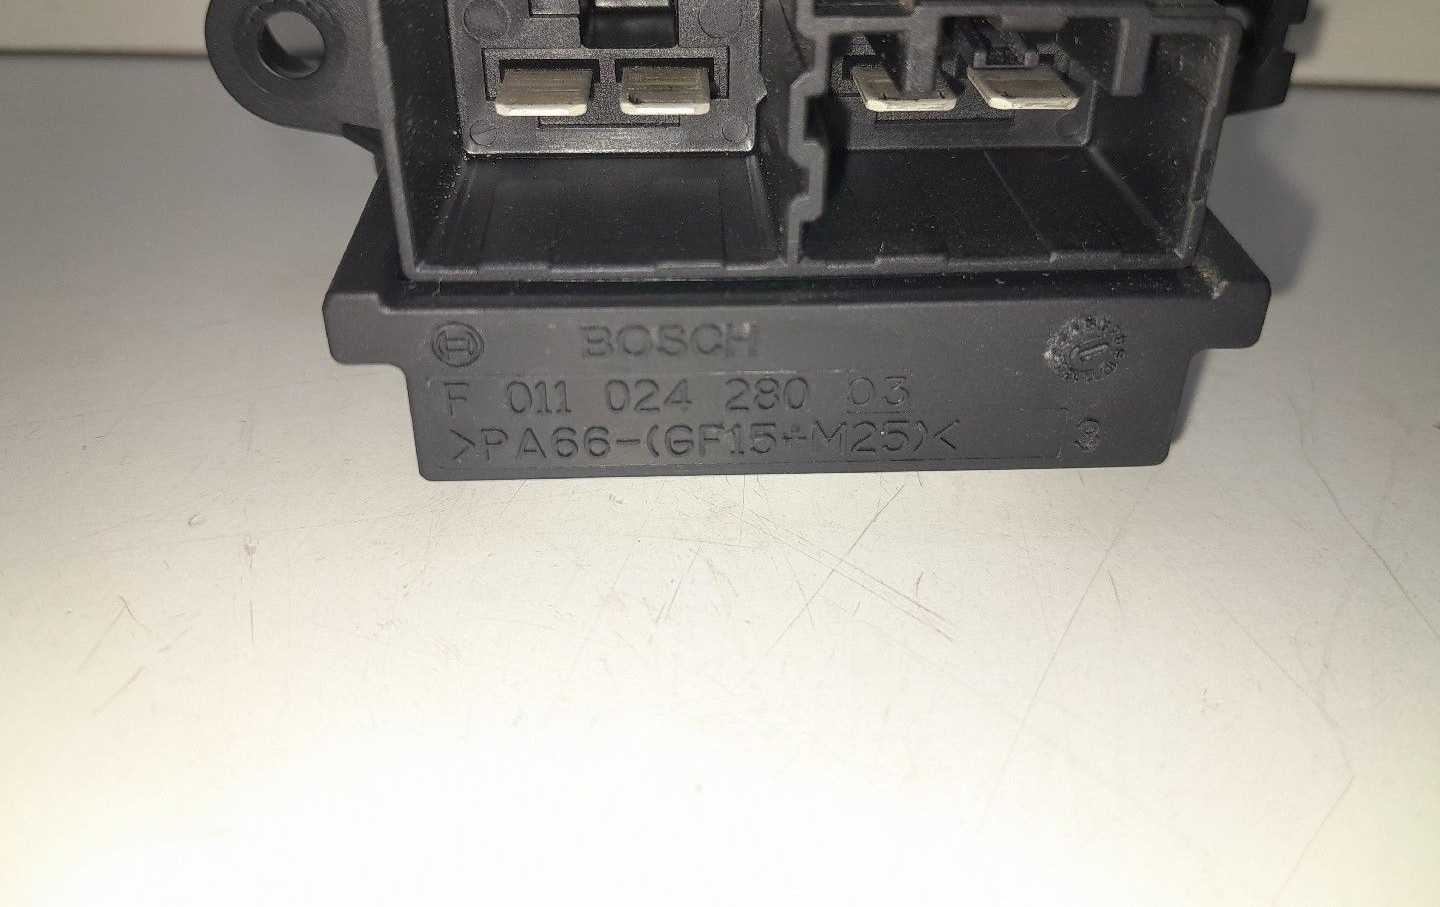 BOSCH
F 011 024 280 03
>PA66-(GF15+M25)< 3